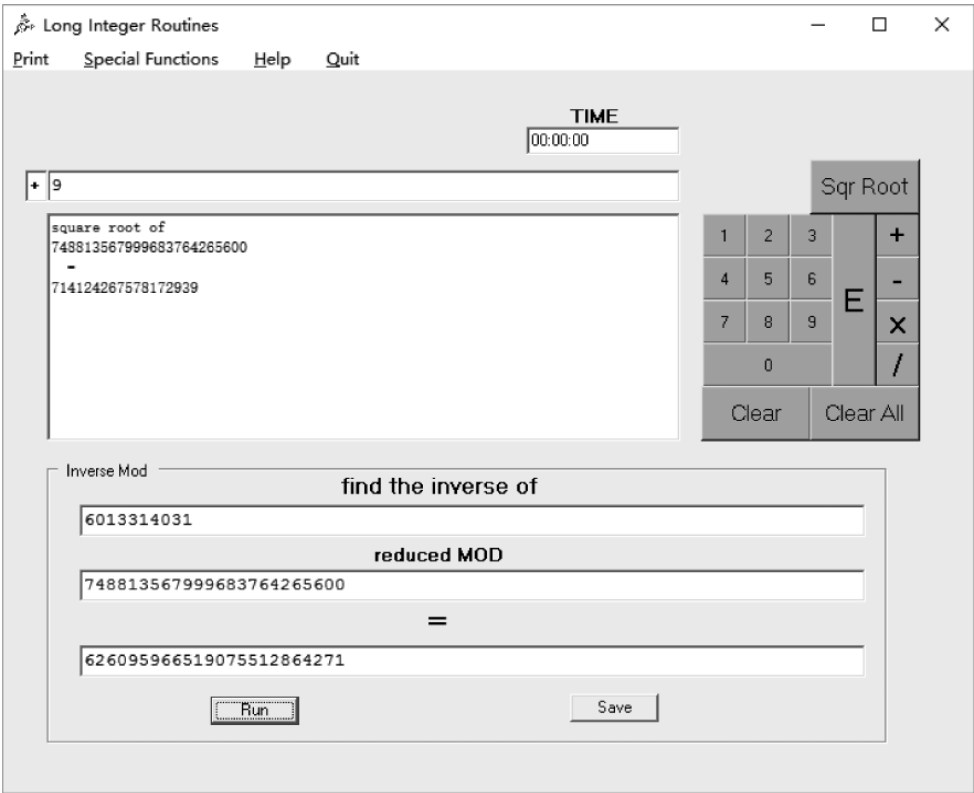 Long Integer Routines
Print Special Functions Help Quit
TIME
00:00:00
+ 9
Sqr Root
square root of
748813567999683764265600
=
714124267578172939
1 2 3 +
4 5 6 -
7 8 9 E X
0 /
Clear Clear All
Inverse Mod
find the inverse of
6013314031
reduced MOD
748813567999683764265600
=
626095966519075512864271
Run Save